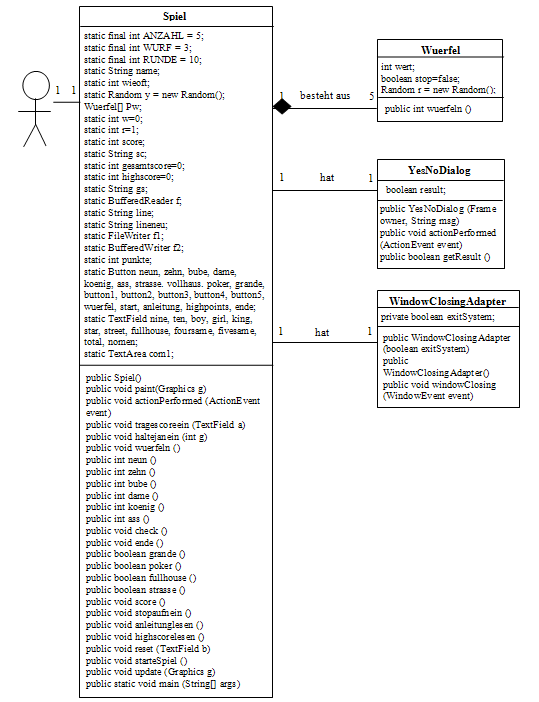 Spiel
static final int ANZAHL = 5;
static final int WURF = 3;
static final int RUNDE = 10;
static String name;
static int wieoft;
static Random y = new Random();
Wuerfel[] Pw;
static int w=0;
static int r=1;
static int score;
static String sc;
static int gesamtscore=0;
static int highscore=0;
static String gs;
static BufferedReader f;
static String line;
static String lineneu;
static FileWriter f1;
static BufferedWriter f2;
static int punkte;
static Button neun, zehn, bube, dame,
koenig, ass, strasse. vollhaus. poker, grande,
button1, button2, button3, button4, button5,
wuerfel, start, anleitung, highpoints, ende;
static TextField nine, ten, boy, girl, king,
star, street, fullhouse, foursame, fivesame,
total, nomen;
static TextArea com1;
public Spiel()
public void paint(Graphics g)
public void actionPerformed (ActionEvent
event)
public void tragescoreein (TextField a)
public void haltejanein (int g)
public void wuerfeln ()
public int neun ()
public int zehn ()
public int bube ()
public int dame ()
public int koenig ()
public int ass ()
public void check ()
public void ende ()
public boolean grande ()
public boolean poker ()
public boolean fullhouse ()
public boolean strasse ()
public void score ()
public void stopaufnein ()
public void anleitunglesen ()
public void highscorelesen ()
public void reset (TextField b)
public void starteSpiel ()
public void update (Graphics g)
public static void main (String[] args)
1 1
1 besteht aus 5
1 hat 1
1 hat 1
Wuerfel
int wert;
boolean stop=false;
Random r = new Random();
public int wuerfeln ()
YesNoDialog
boolean result;
public YesNoDialog (Frame
owner, String msg)
public void actionPerformed
(ActionEvent event)
public boolean getResult ()
WindowClosingAdapter
private boolean exitSystem;
public WindowClosingAdapter
(boolean exitSystem)
public
WindowClosingAdapter()
public void windowClosing
(WindowEvent event)